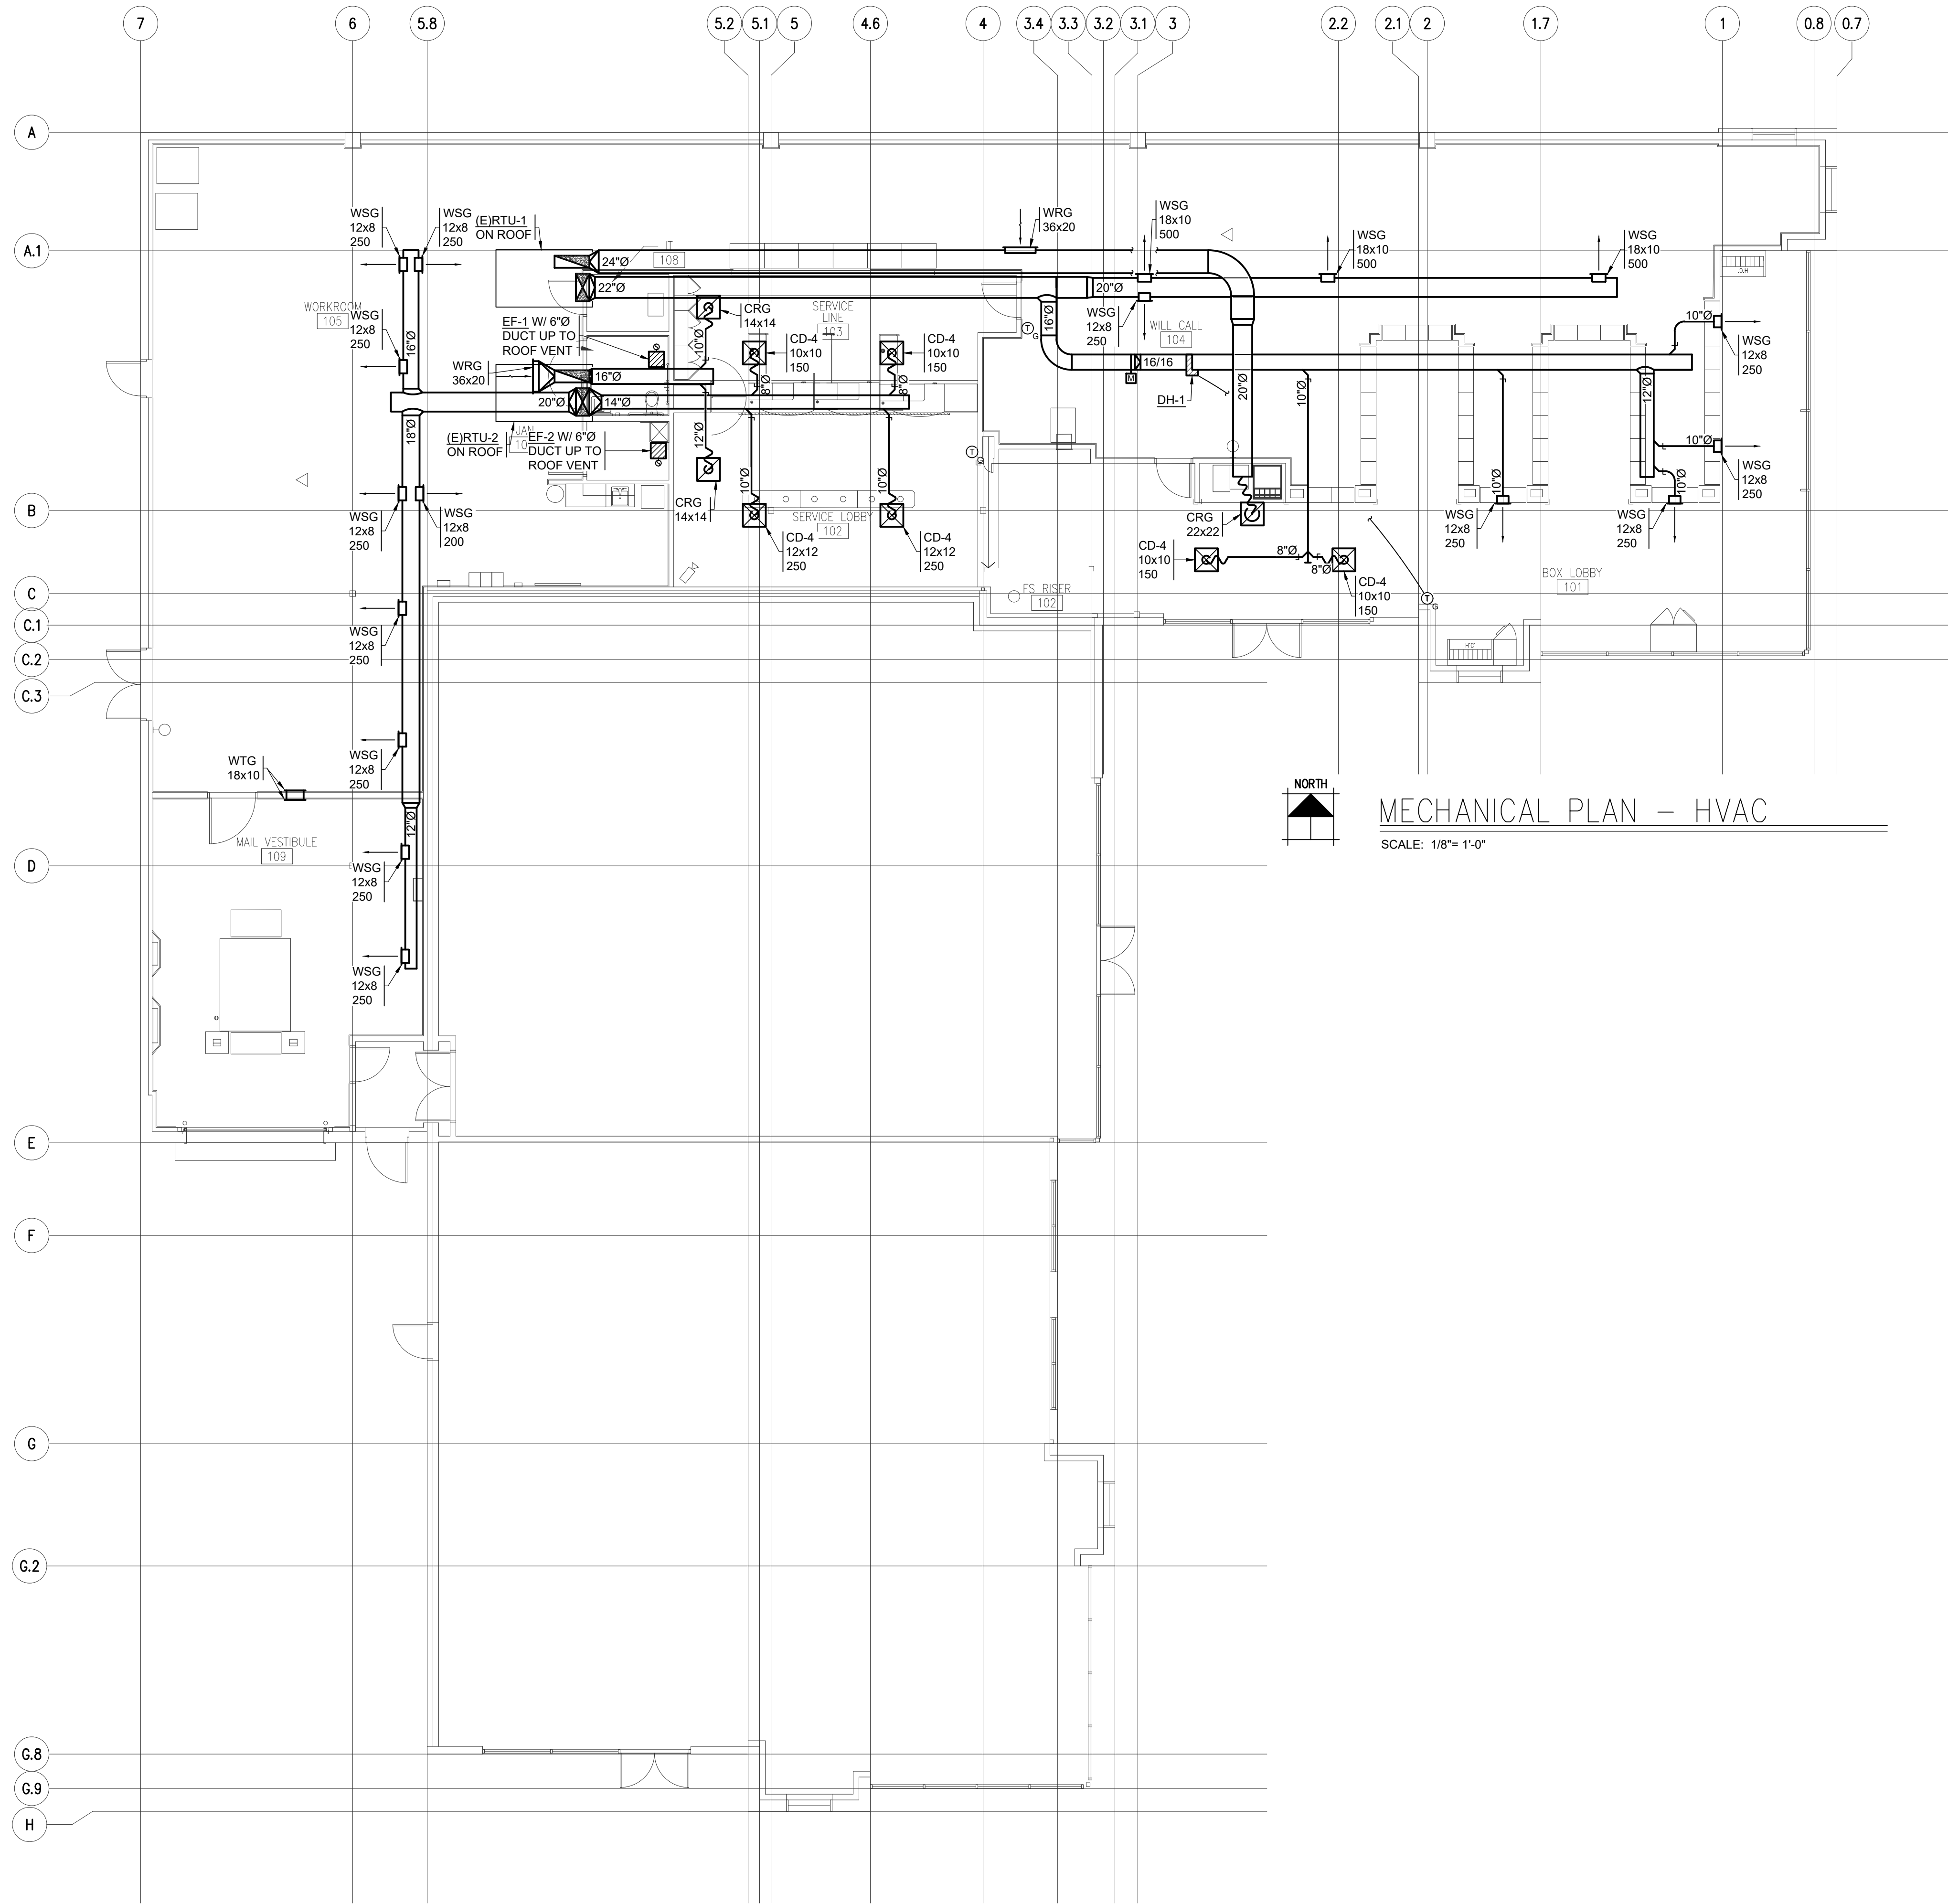 7
6
5.8
5.2
5.1
5
4.6
4
3.4
3.3
3.2
3.1
3
2.2
2.1
2
1.7
1
0.8
0.7
A
A.1
B
C
C.1
C.2
C.3
D
E
F
G
G.2
G.8
G.9
H
WSG
12x8
250
WSG
12x8
250
(E)RTU-1
ON ROOF
IT
108
24"Ø
22"Ø
WRG
36x20
WSG
18x10
500
WSG
18x10
500
WSG
18x10
500
H.C.
WORKROOM
105
WSG
12x8
250
16"Ø
EF-1 W/ 6"Ø
DUCT UP TO
ROOF VENT
CRG
14x14
10"Ø
SERVICE
LINE
103
CD-4
10x10
150
8"Ø
CD-4
10x10
150
8"Ø
T
G
16"Ø
20"Ø
WSG
12x8
250
WILL CALL
104
16/16
M
DH-1
20"Ø
10"Ø
10"Ø
WSG
12x8
250
12"Ø
10"Ø
WSG
12x8
250
WRG
36x20
16"Ø
20"Ø
14"Ø
18"Ø
(E)RTU-2
ON ROOF
JAN
EF-2 W/ 6"Ø
DUCT UP TO
ROOF VENT
12"Ø
CRG
14x14
10"Ø
10"Ø
T
G
SERVICE LOBBY
102
CD-4
12x12
250
CD-4
12x12
250
WSG
12x8
250
WSG
12x8
200
CRG
22x22
CD-4
10x10
150
8"Ø
8"Ø
CD-4
10x10
150
10"Ø
WSG
12x8
250
10"Ø
WSG
12x8
250
BOX LOBBY
101
T
G
H.C.
FS RISER
102
WSG
12x8
250
WSG
12x8
250
WTG
18x10
MAIL VESTIBULE
109
12"Ø
WSG
12x8
250
WSG
12x8
250
NORTH
MECHANICAL PLAN – HVAC
SCALE: 1/8"= 1'-0"